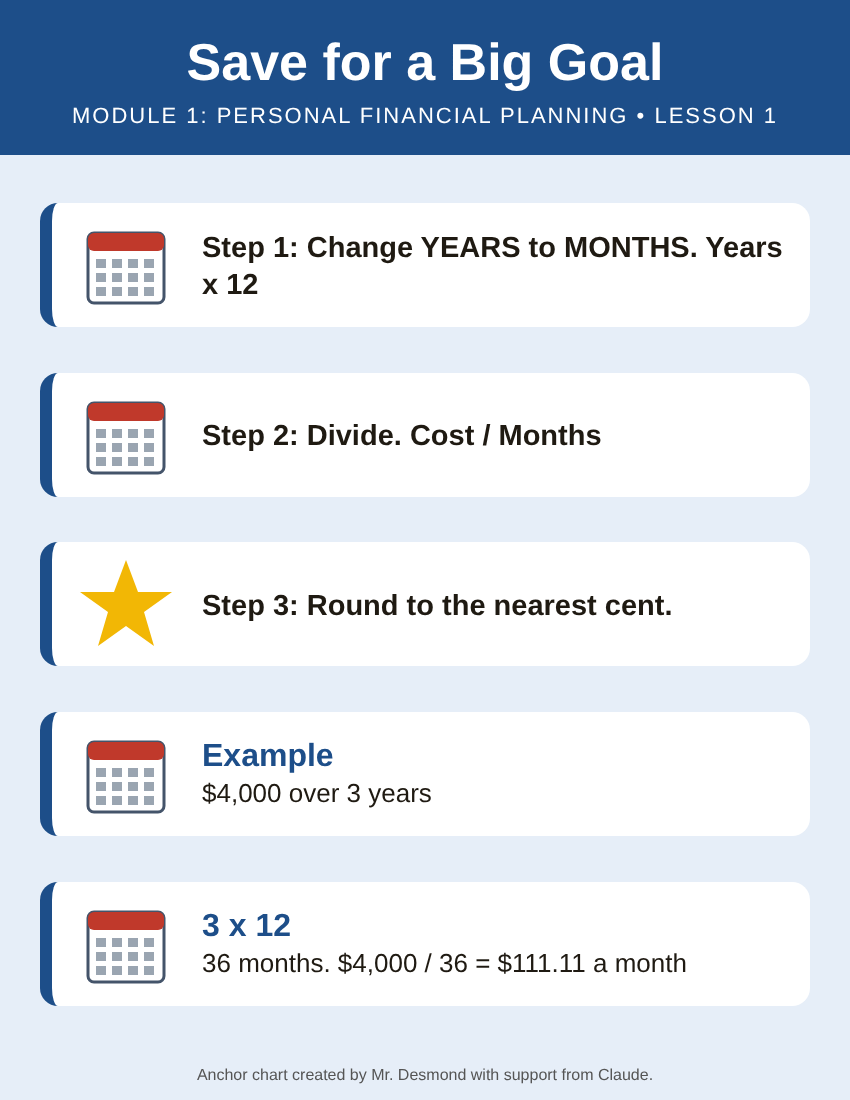 Save for a Big Goal
MODULE 1: PERSONAL FINANCIAL PLANNING • LESSON 1
Step 1: Change YEARS to MONTHS. Years
x 12
Step 2: Divide. Cost / Months
Step 3: Round to the nearest cent.
Example
$4,000 over 3 years
3 x 12
36 months. $4,000 / 36 = $111.11 a month
Anchor chart created by Mr. Desmond with support from Claude.